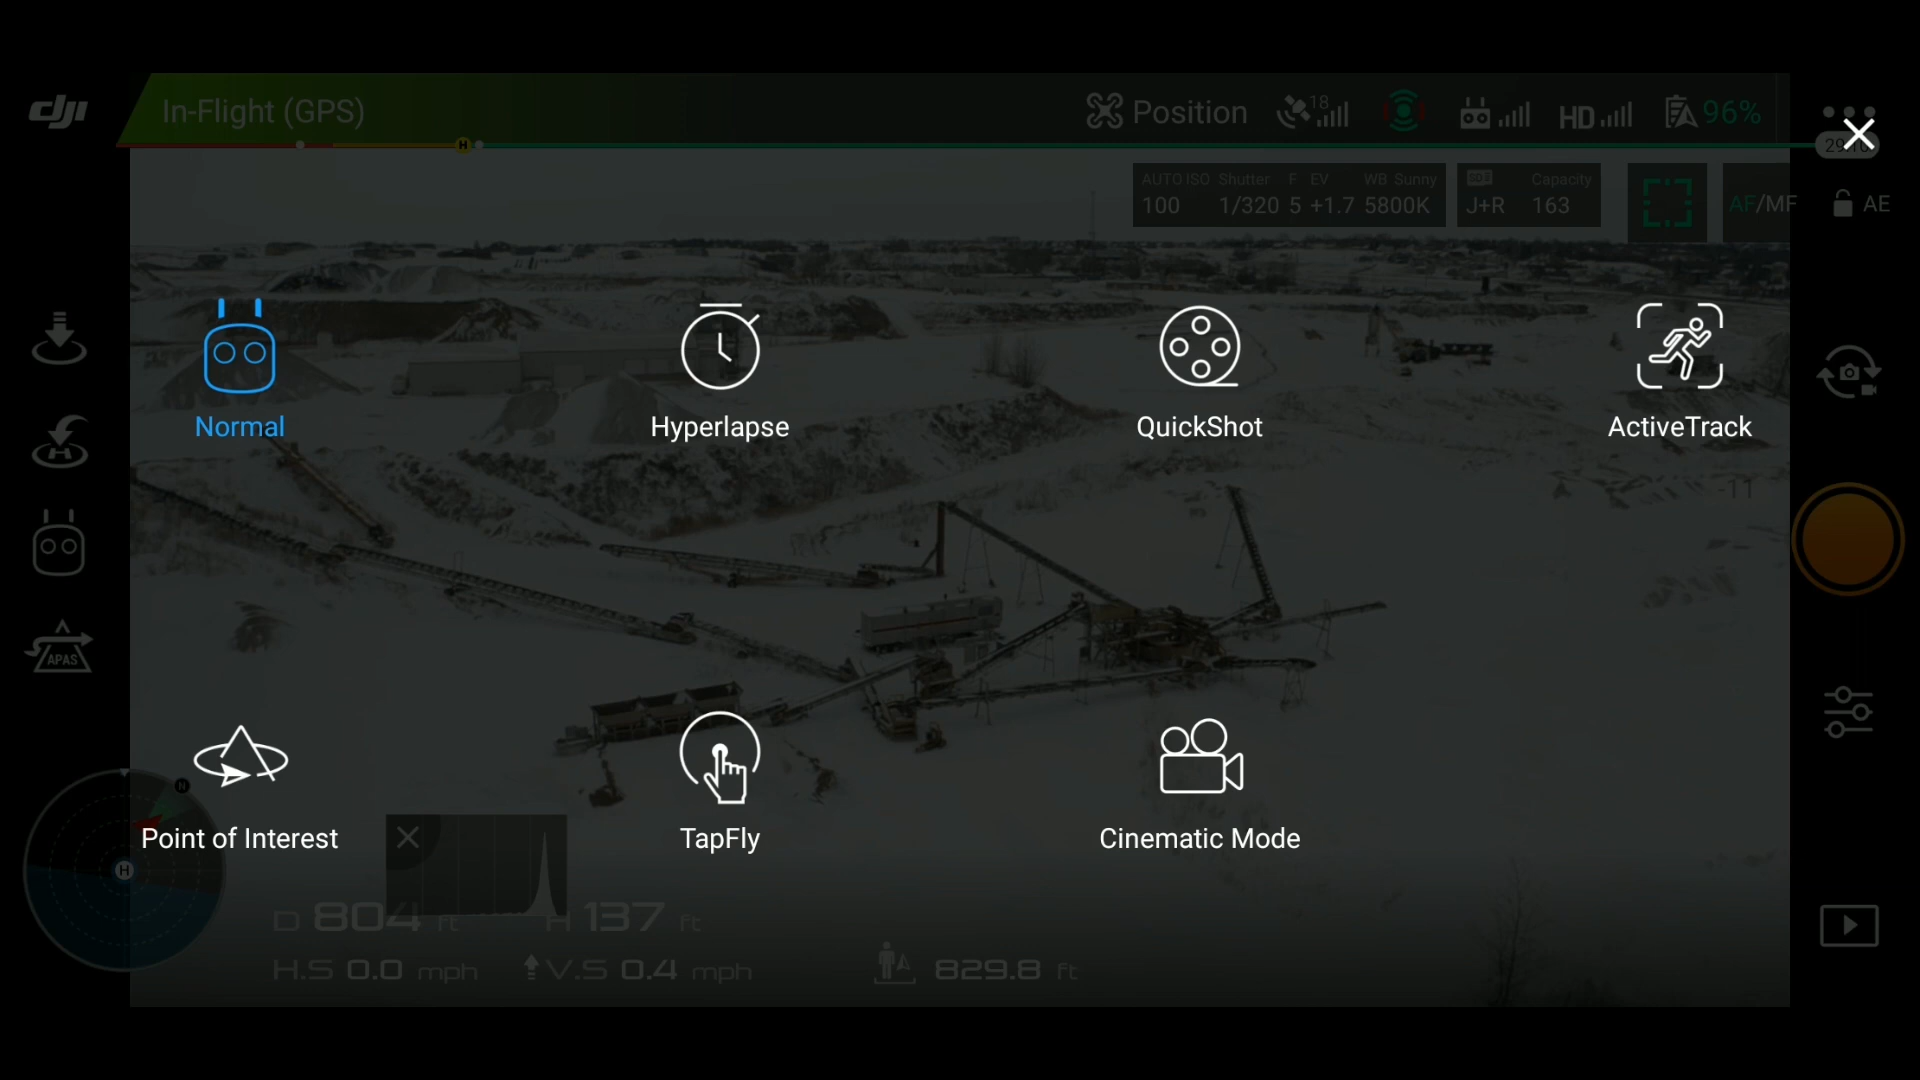 dji
In-Flight (GPS)
Position
18
HD
96%
AUTO ISO Shutter F EV WB Sunny
100 1/320 5 +1.7 5800K
Capacity
J+R 163
AF/MF
AE
Normal
Hyperlapse
QuickShot
ActiveTrack
-11
APAS
Point of Interest
TapFly
Cinematic Mode
H
H
D 804 ft H 137 ft
H.S 0.0 mph V.S 0.4 mph 829.8 ft